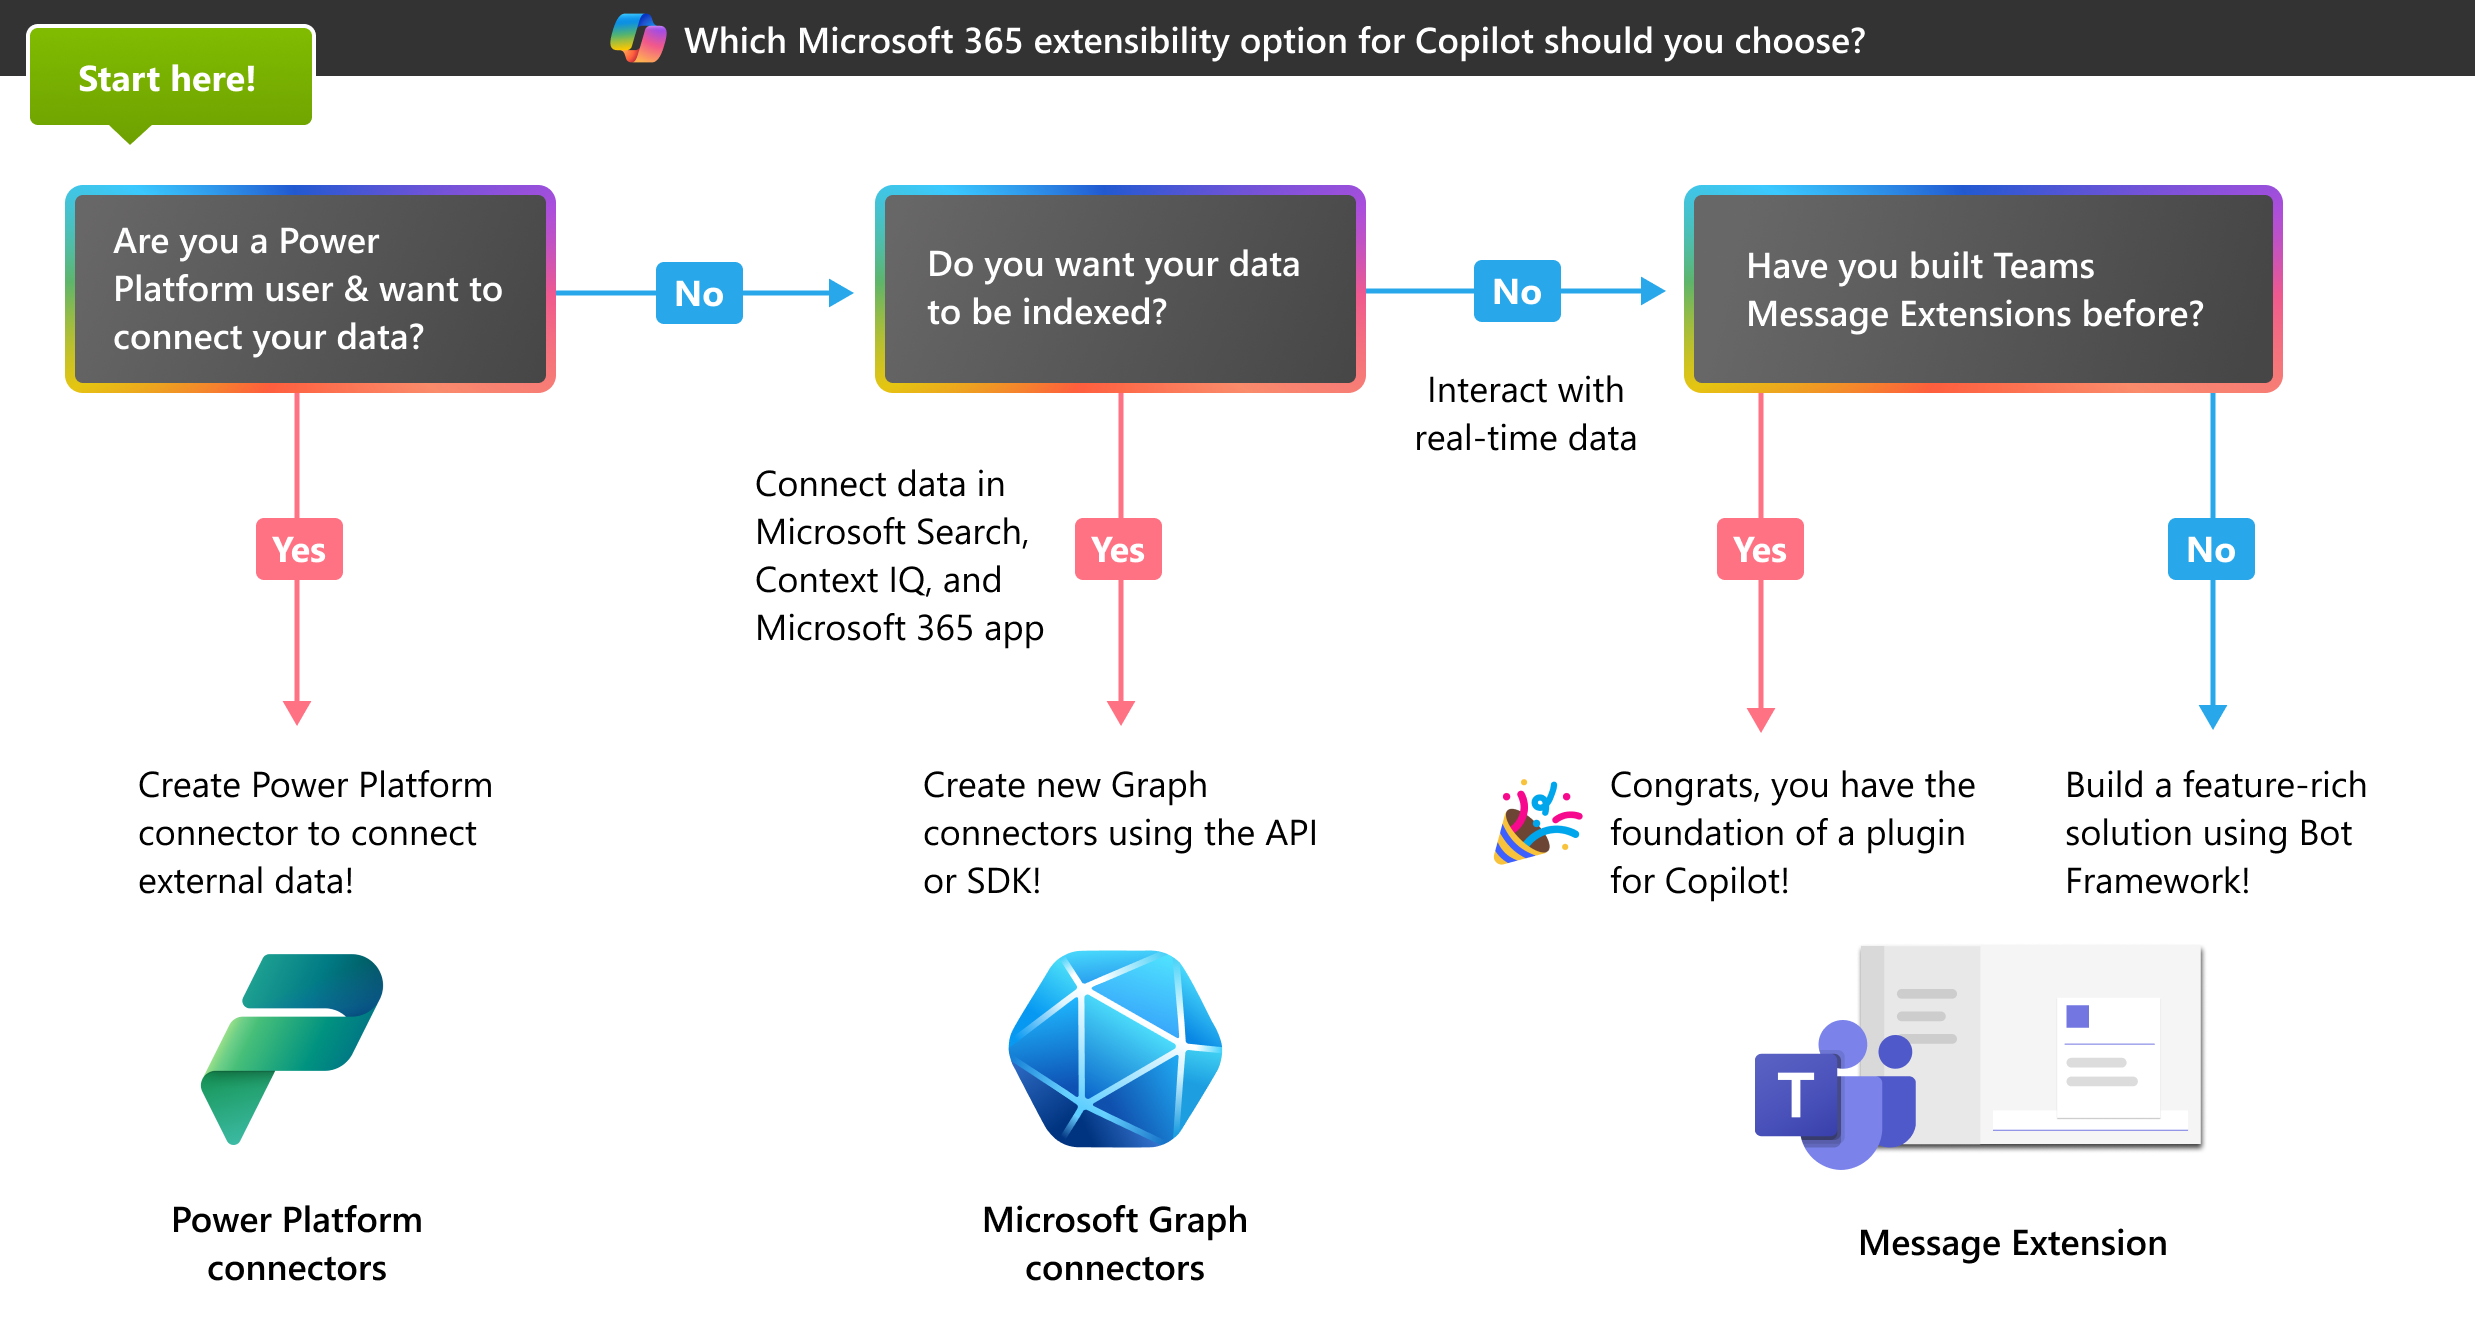 Which Microsoft 365 extensibility option for Copilot should you choose?
Start here!
Are you a Power
Platform user & want to
connect your data?
No
Do you want your data
to be indexed?
No
Interact with
real-time data
Have you built Teams
Message Extensions before?
Yes
Connect data in
Microsoft Search,
Context IQ, and
Microsoft 365 app
Yes
Yes
No
Create Power Platform
connector to connect
external data!
Create new Graph
connectors using the API
or SDK!
Congrats, you have the
foundation of a plugin
for Copilot!
Build a feature-rich
solution using Bot
Framework!
T
Power Platform
connectors
Microsoft Graph
connectors
Message Extension